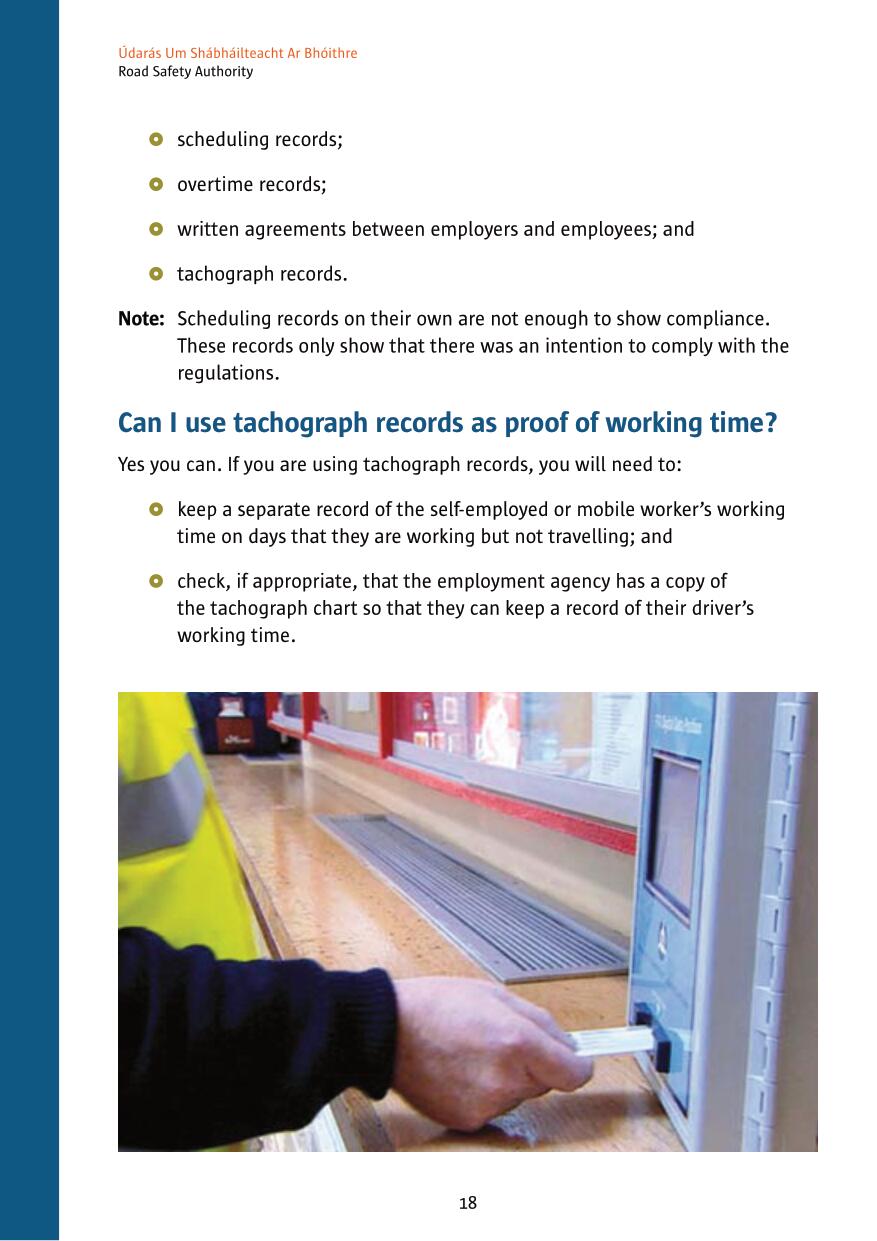 Údarás Um Shábháilteacht Ar Bhóithre
Road Safety Authority
scheduling records;
overtime records;
written agreements between employers and employees; and
tachograph records.
Note: Scheduling records on their own are not enough to show compliance.
These records only show that there was an intention to comply with the
regulations.
Can I use tachograph records as proof of working time?
Yes you can. If you are using tachograph records, you will need to:
keep a separate record of the self-employed or mobile worker’s working
time on days that they are working but not travelling; and
check, if appropriate, that the employment agency has a copy of
the tachograph chart so that they can keep a record of their driver’s
working time.
18